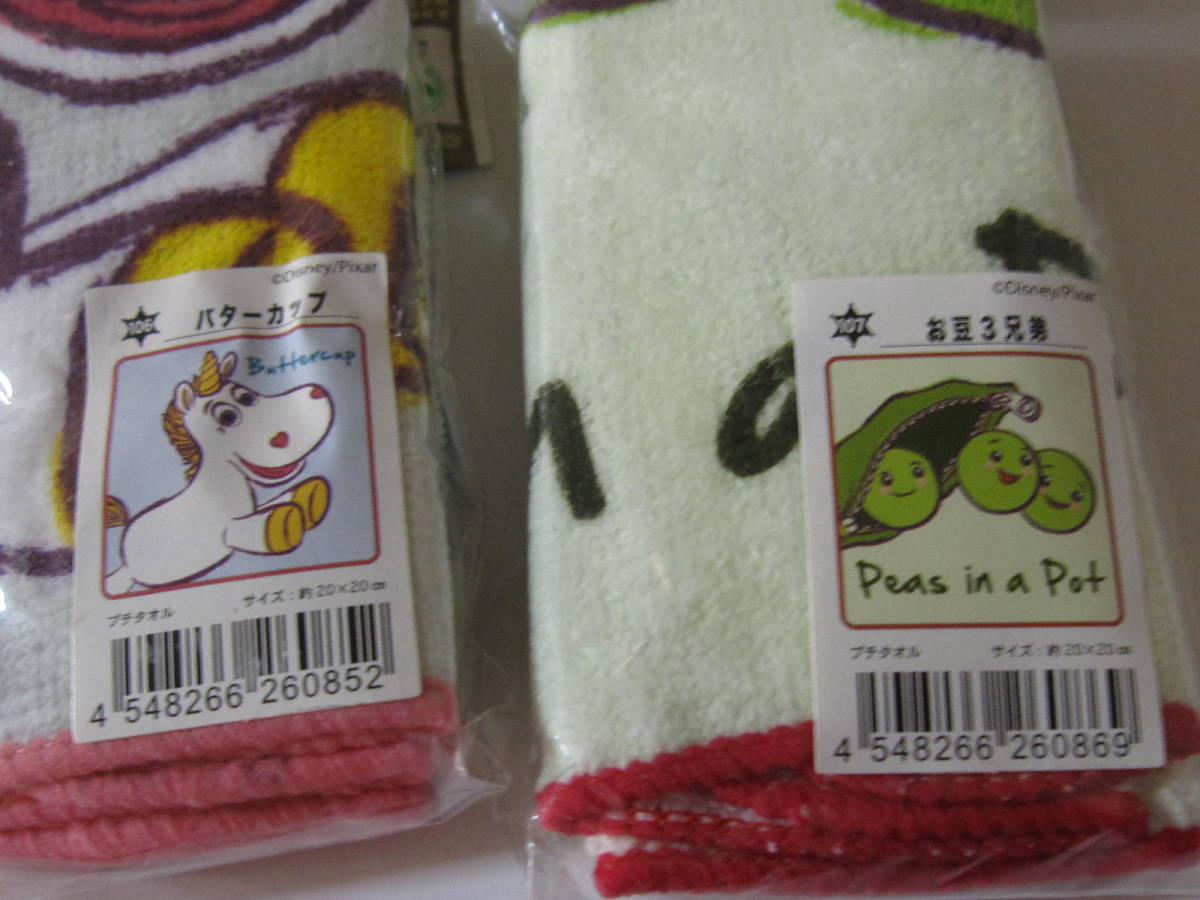 ©Disney/Pixar
106 バターカップ
Buttercup
プチタオル サイズ：約20×20㎝
4 548266 260852
©Disney/Pixar
107 お豆3兄弟
Peas in a Pot
プチタオル サイズ：約20×20㎝
4 548266 260869